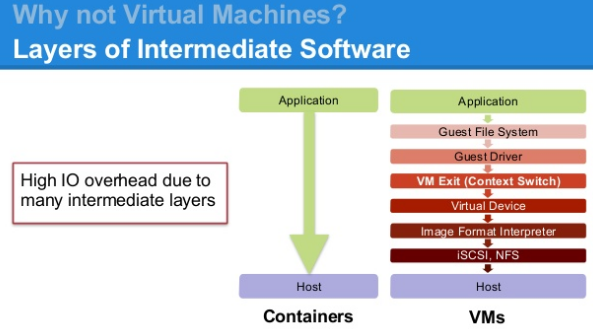 Why not Virtual Machines?
Layers of Intermediate Software
High IO overhead due to
many intermediate layers
Application
Host
Containers
Application
Guest File System
Guest Driver
VM Exit (Context Switch)
Virtual Device
Image Format Interpreter
iSCSI, NFS
Host
VMs